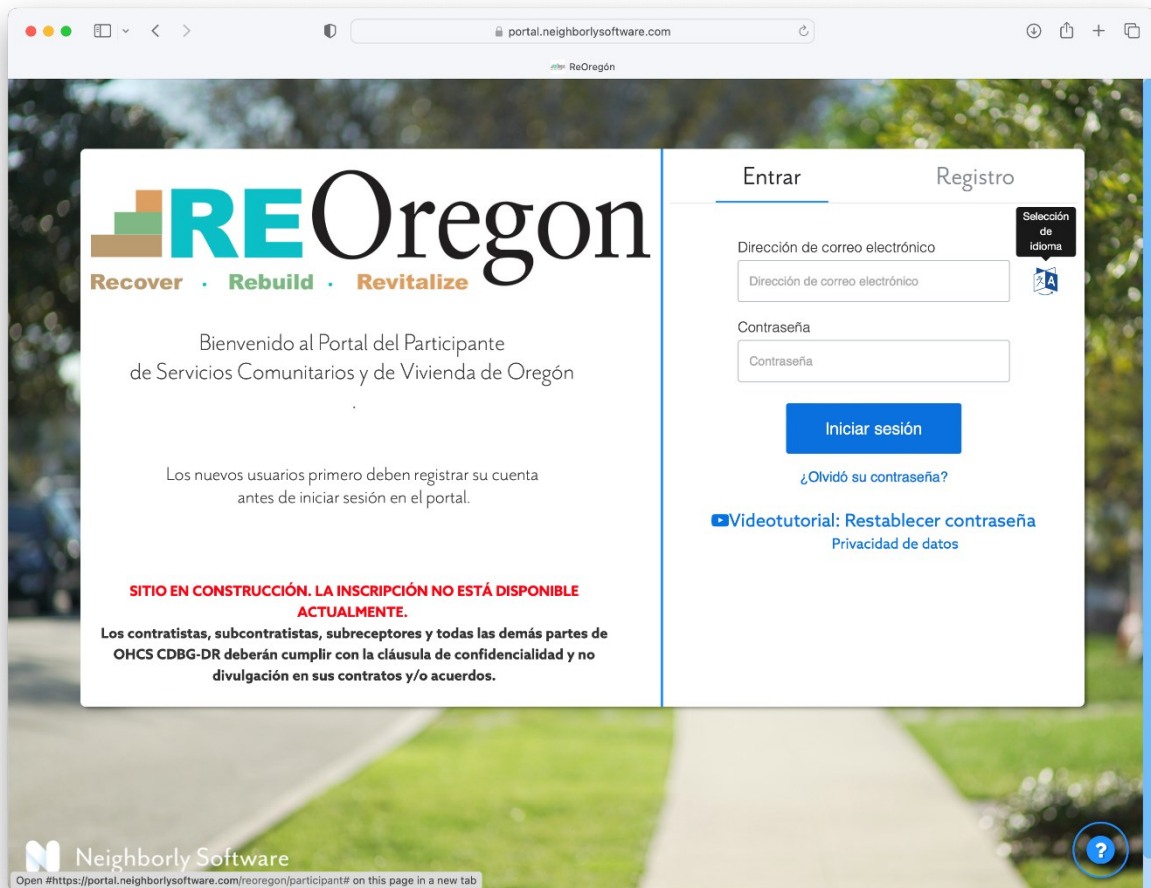 portal.neighborlysoftware.com
ReOregón
REOregon
Recover · Rebuild · Revitalize
Bienvenido al Portal del Participante
de Servicios Comunitarios y de Vivienda de Oregón
.
Los nuevos usuarios primero deben registrar su cuenta
antes de iniciar sesión en el portal.
SITIO EN CONSTRUCCIÓN. LA INSCRIPCIÓN NO ESTÁ DISPONIBLE
ACTUALMENTE.
Los contratistas, subcontratistas, subreceptores y todas las demás partes de
OHCS CDBG-DR deberán cumplir con la cláusula de confidencialidad y no
divulgación en sus contratos y/o acuerdos.
Entrar Registro
Selección
de
idioma
Dirección de correo electrónico
Dirección de correo electrónico
Contraseña
Contraseña
Iniciar sesión
¿Olvidó su contraseña?
Videotutorial: Restablecer contraseña
Privacidad de datos
Neighborly Software
?
Open #https://portal.neighborlysoftware.com/reoregon/participant# on this page in a new tab